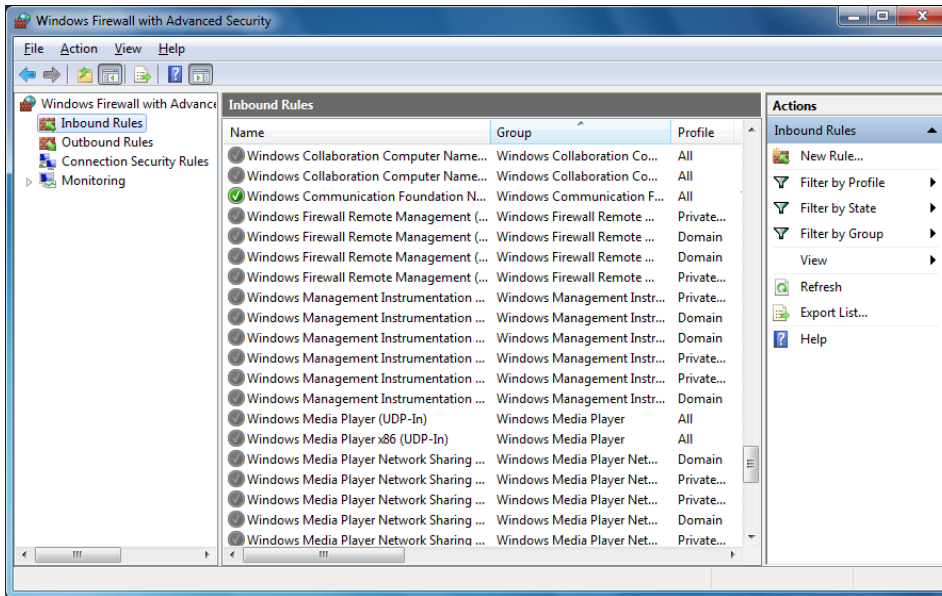 Windows Firewall with Advanced Security
File Action View Help
Windows Firewall with Advance
Inbound Rules
Outbound Rules
Connection Security Rules
Monitoring
Inbound Rules
Name Group Profile
Windows Collaboration Computer Name... Windows Collaboration Co... All
Windows Collaboration Computer Name... Windows Collaboration Co... All
Windows Communication Foundation N... Windows Communication F... All
Windows Firewall Remote Management (... Windows Firewall Remote ... Private...
Windows Firewall Remote Management (... Windows Firewall Remote ... Domain
Windows Firewall Remote Management (... Windows Firewall Remote ... Domain
Windows Firewall Remote Management (... Windows Firewall Remote ... Private...
Windows Management Instrumentation ... Windows Management Instr... Private...
Windows Management Instrumentation ... Windows Management Instr... Domain
Windows Management Instrumentation ... Windows Management Instr... Domain
Windows Management Instrumentation ... Windows Management Instr... Private...
Windows Management Instrumentation ... Windows Management Instr... Private...
Windows Management Instrumentation ... Windows Management Instr... Domain
Windows Media Player (UDP-In) Windows Media Player All
Windows Media Player x86 (UDP-In) Windows Media Player All
Windows Media Player Network Sharing ... Windows Media Player Net... Domain
Windows Media Player Network Sharing ... Windows Media Player Net... Private...
Windows Media Player Network Sharing ... Windows Media Player Net... Private...
Windows Media Player Network Sharing ... Windows Media Player Net... Domain
Windows Media Player Network Sharing ... Windows Media Player Net... Private...
Actions
Inbound Rules
New Rule...
Filter by Profile
Filter by State
Filter by Group
View
Refresh
Export List...
Help